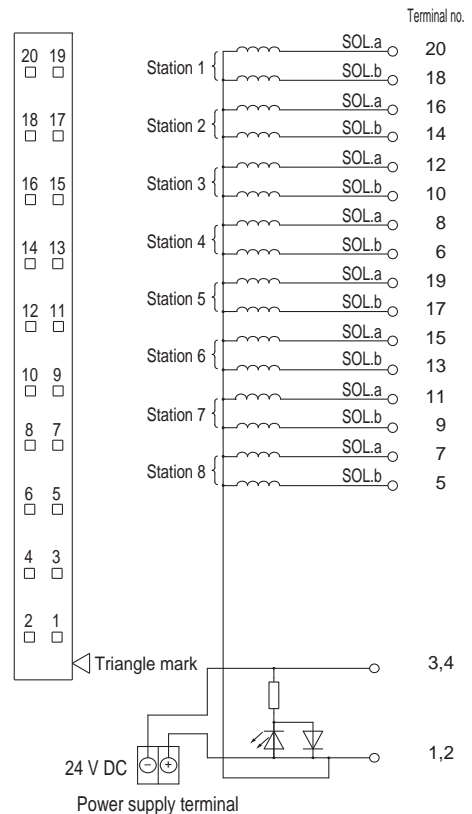 Terminal no.
20 19
18 17
16 15
14 13
12 11
10 9
8 7
6 5
4 3
2 1
Triangle mark
Station 1 SOL.a 20
SOL.b 18
Station 2 SOL.a 16
SOL.b 14
Station 3 SOL.a 12
SOL.b 10
Station 4 SOL.a 8
SOL.b 6
Station 5 SOL.a 19
SOL.b 17
Station 6 SOL.a 15
SOL.b 13
Station 7 SOL.a 11
SOL.b 9
Station 8 SOL.a 7
SOL.b 5
3,4
1,2
24 V DC − +
Power supply terminal